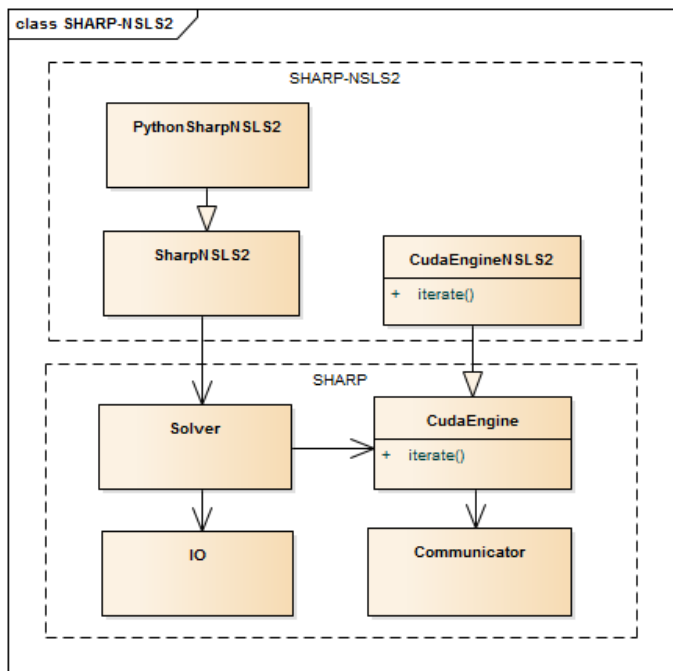 class SHARP-NSLS2
SHARP-NSLS2
PythonSharpNSLS2
SharpNSLS2
CudaEngineNSLS2
+ iterate()
SHARP
Solver
CudaEngine
+ iterate()
IO
Communicator